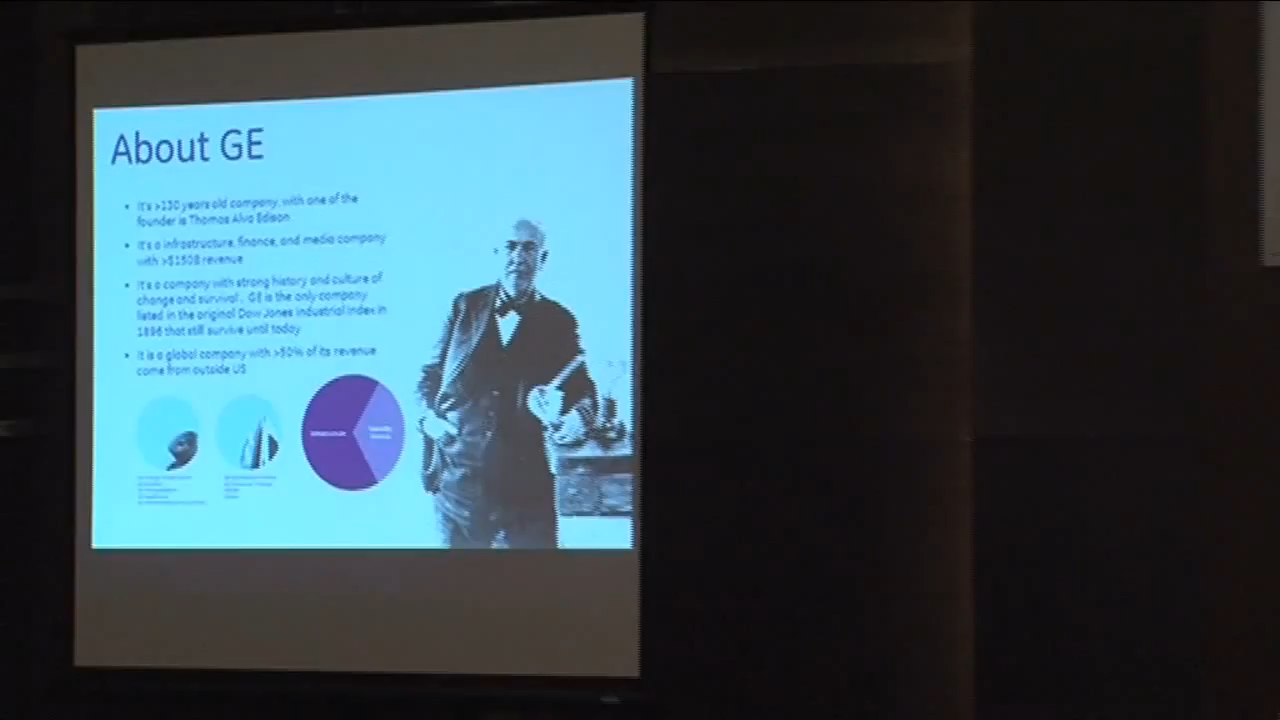 About GE
• It's >130 years old company, with one of the
founder is Thomas Alva Edison
• It's a infrastructure, finance, and media company
with >$150B revenue
• It's a company with strong history and culture of
change and survival. GE is the only company
listed in the original Dow Jones Industrial Index in
1896 that still survive until today
• It is a global company with >50% of its revenue
come from outside US